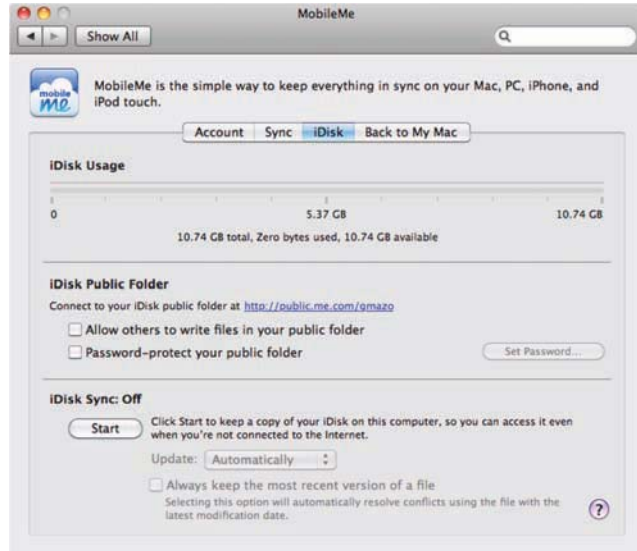 MobileMe
Show All
mobile
me
MobileMe is the simple way to keep everything in sync on your Mac, PC, iPhone, and
iPod touch.
Account Sync iDisk Back to My Mac
iDisk Usage
0 5.37 GB 10.74 GB
10.74 GB total, Zero bytes used, 10.74 GB available
iDisk Public Folder
Connect to your iDisk public folder at http://public.me.com/gmazo
Allow others to write files in your public folder
Password-protect your public folder Set Password...
iDisk Sync: Off
Start Click Start to keep a copy of your iDisk on this computer, so you can access it even
when you're not connected to the Internet.
Update: Automatically
Always keep the most recent version of a file
Selecting this option will automatically resolve conflicts using the file with the
latest modification date. ?